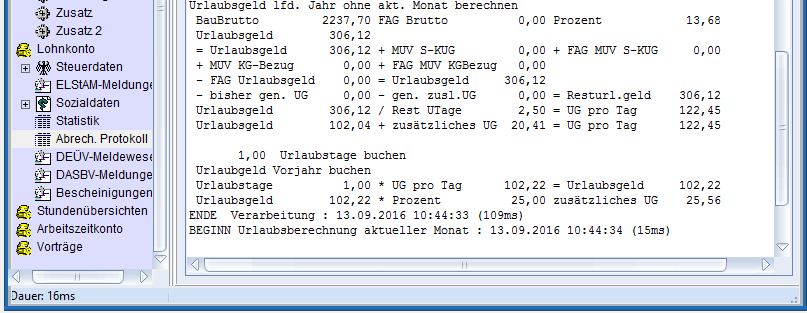 Zusatz
Zusatz 2
Lohnkonto
Steuerdaten
ELStAM-Meldunge
Sozialdaten
Statistik
Abrech. Protokoll
DEÜV-Meldewese
DASBV-Meldunge
Bescheinigungen
Stundenübersichten
Arbeitszeitkonto
Vorträge
Urlaubsgeld lfd. Jahr ohne akt. Monat berechnen
BauBrutto 2237,70 FAG Brutto 0,00 Prozent 13,68
Urlaubsgeld 306,12
= Urlaubsgeld 306,12 + MUV S-KUG 0,00 + FAG MUV S-KUG 0,00
+ MUV KG-Bezug 0,00 + FAG MUV KGBezug 0,00
- FAG Urlaubsgeld 0,00 = Urlaubsgeld 306,12
- bisher gen. UG 0,00 - gen. zusl.UG 0,00 = Resturl.geld 306,12
Urlaubsgeld 306,12 / Rest UTage 2,50 = UG pro Tag 122,45
Urlaubsgeld 102,04 + zusätzliches UG 20,41 = UG pro Tag 122,45
1,00 Urlaubstage buchen
Urlaubgeld Vorjahr buchen
Urlaubstage 1,00 * UG pro Tag 102,22 = Urlaubsgeld 102,22
Urlaubsgeld 102,22 * Prozent 25,00 zusätzliches UG 25,56
ENDE Verarbeitung : 13.09.2016 10:44:33 (109ms)
BEGINN Urlaubsberechnung aktueller Monat : 13.09.2016 10:44:34 (15ms)
Dauer: 16ms